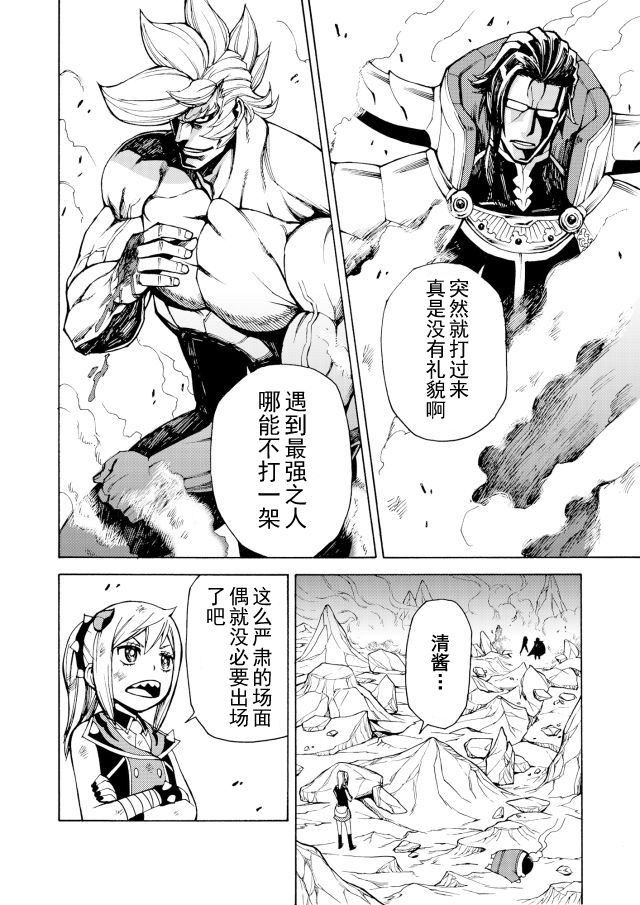 突然就打过来
真是没有礼貌啊
遇到最强之人
哪能不打一架
清酱…
这么严肃的场面
偶就没必要出场
了吧